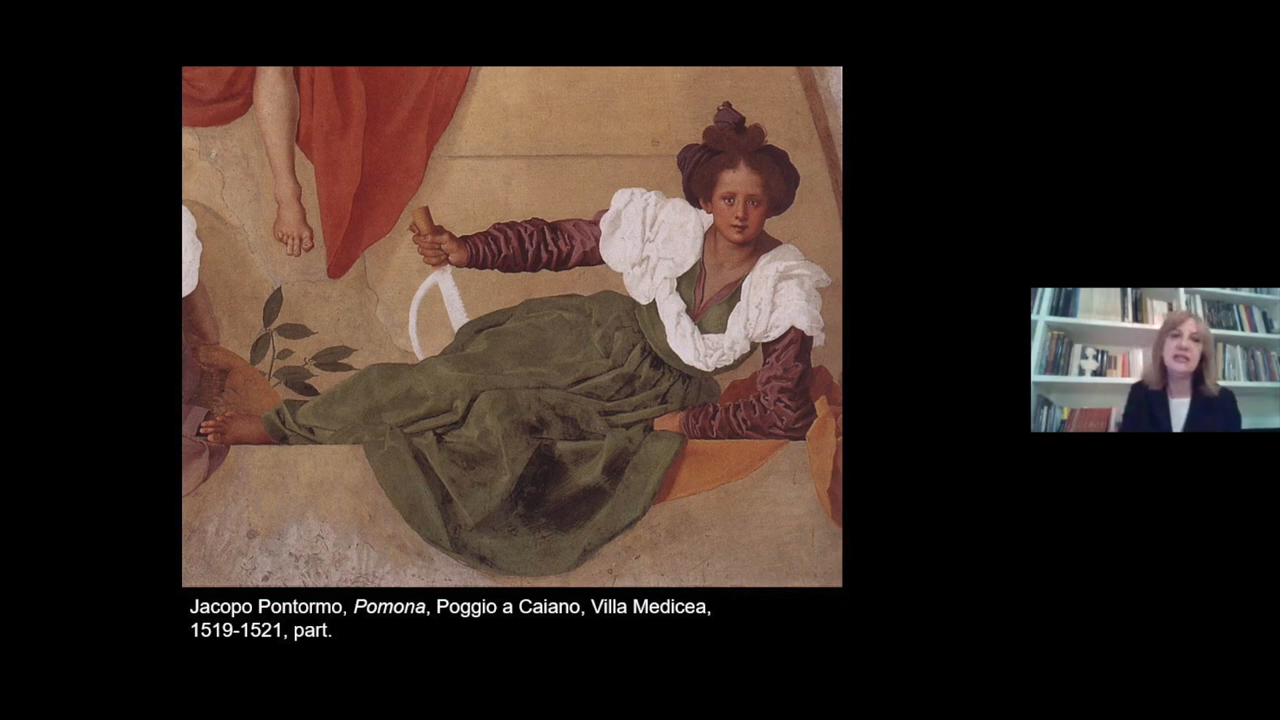 Jacopo Pontormo, Pomona, Poggio a Caiano, Villa Medicea,
1519-1521, part.